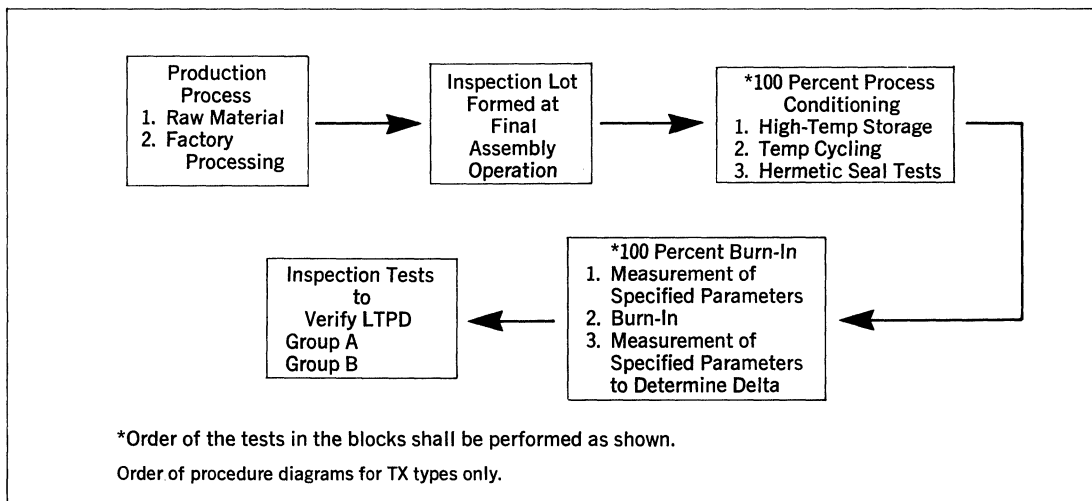 Production
Process
1. Raw Material
2. Factory
Processing
Inspection Lot
Formed at
Final
Assembly
Operation
*100 Percent Process
Conditioning
1. High-Temp Storage
2. Temp Cycling
3. Hermetic Seal Tests
*100 Percent Burn-In
1. Measurement of
Specified Parameters
2. Burn-In
3. Measurement of
Specified Parameters
to Determine Delta
Inspection Tests
to
Verify LTPD
Group A
Group B
*Order of the tests in the blocks shall be performed as shown.
Order of procedure diagrams for TX types only.